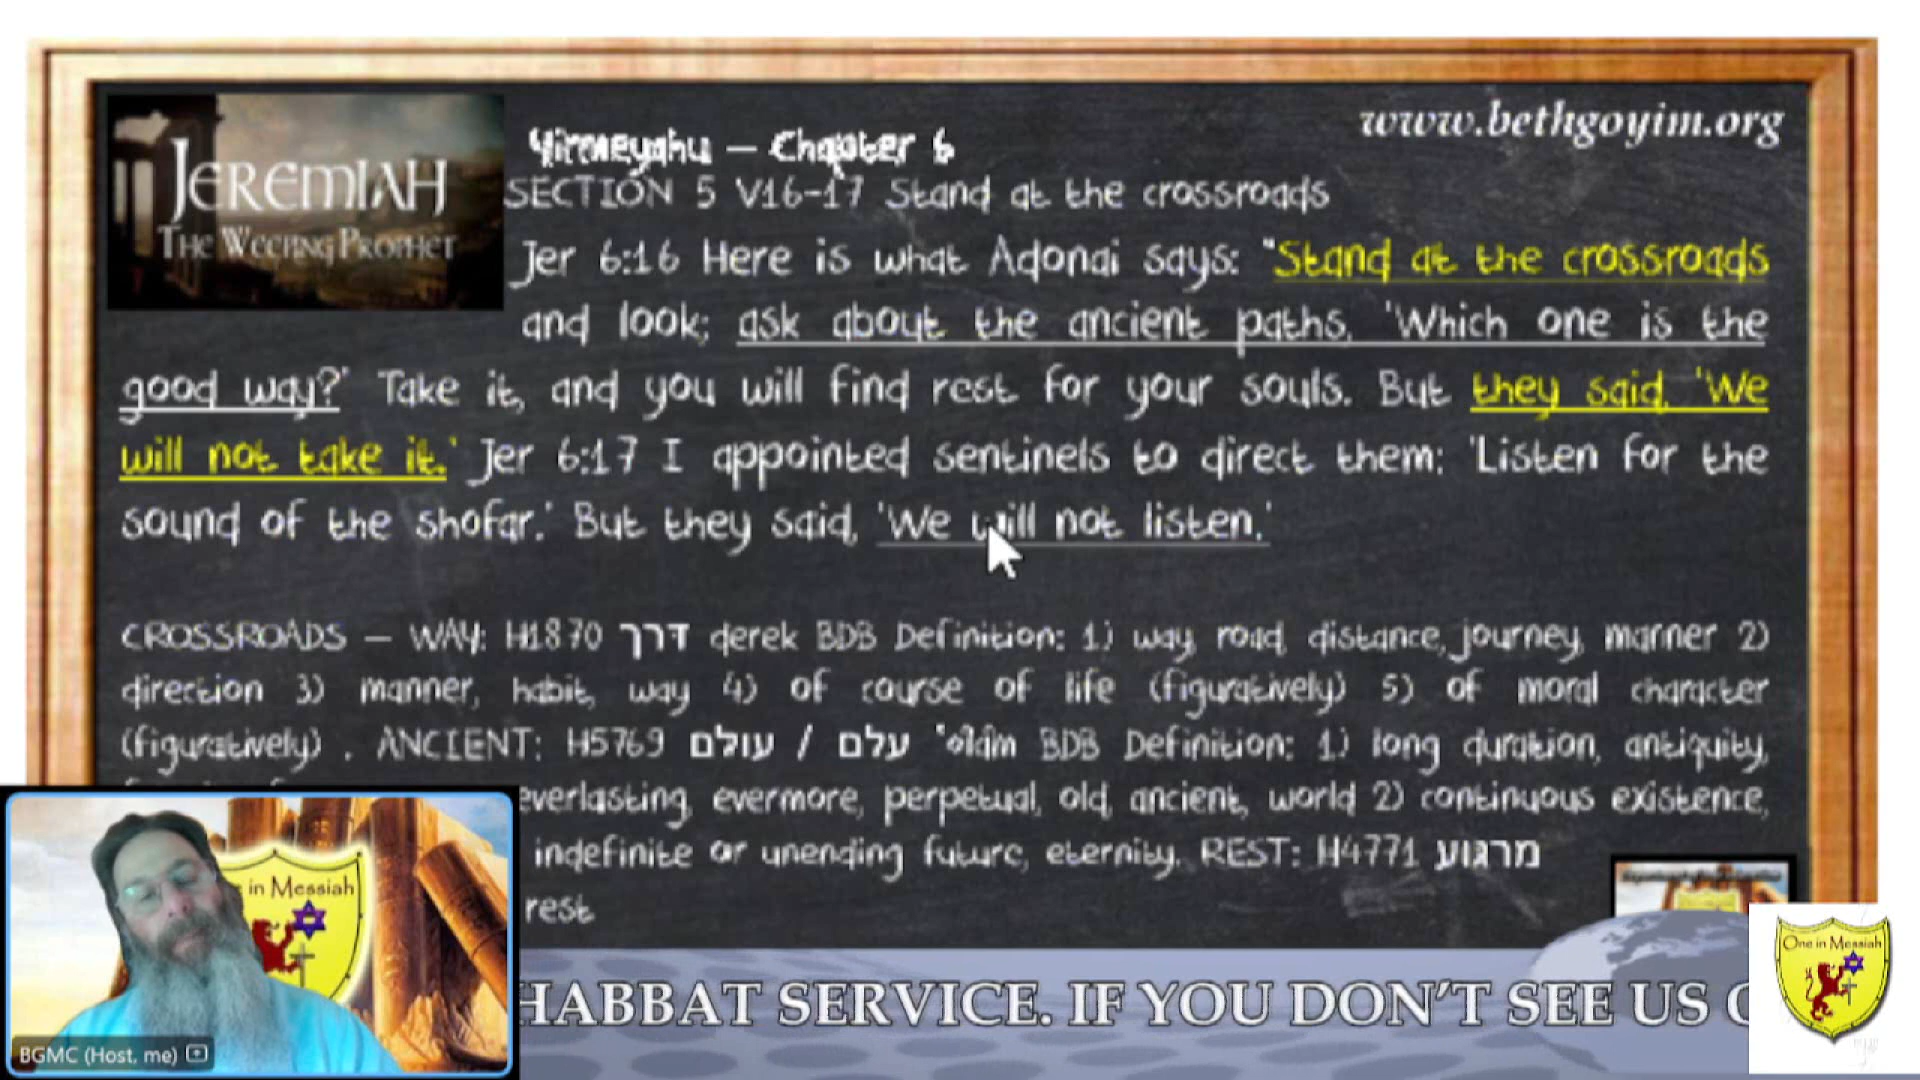 www.bethgoyim.org
JEREMIAH
THE WEEPING PROPHET
Yirmeyahu – Chapter 6
SECTION 5 V16-17 Stand at the crossroads
Jer 6:16 Here is what Adonai says: "Stand at the crossroads
and look; ask about the ancient paths, 'Which one is the
good way?' Take it, and you will find rest for your souls. But they said, 'We
will not take it.' Jer 6:17 I appointed sentinels to direct them: 'Listen for the
sound of the shofar.' But they said, 'We will not listen.'
CROSSROADS – WAY: H1870 דרך derek BDB Definition: 1) way, road, distance, journey, manner 2)
direction 3) manner, habit, way 4) of course of life (figuratively) 5) of moral character
(figuratively) . ANCIENT: H5769 עולם / עלם ‛ôlâm BDB Definition: 1) long duration, antiquity,
everlasting, evermore, perpetual, old, ancient, world 2) continuous existence,
indefinite or unending future, eternity. REST: H4771 מרגוע
rest
in Messiah
BGMC (Host, me)
HABBAT SERVICE. IF YOU DON'T SEE US
One in Messiah